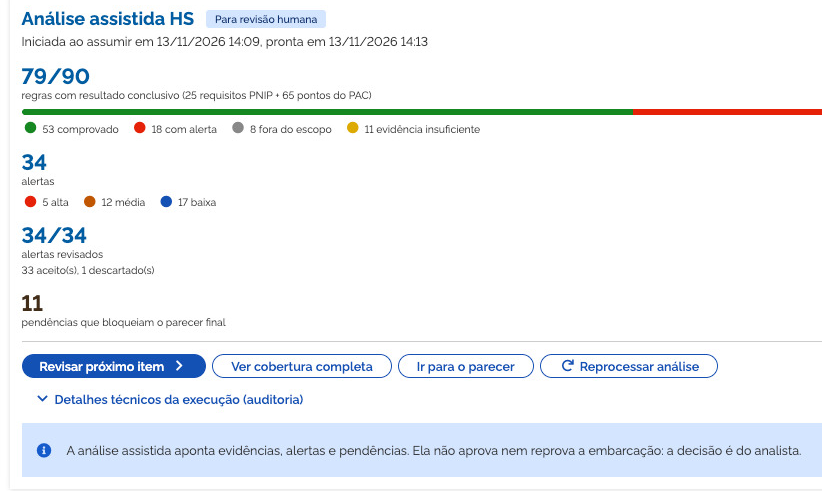 Análise assistida HS Para revisão humana
Iniciada ao assumir em 13/11/2026 14:09, pronta em 13/11/2026 14:13
79/90
regras com resultado conclusivo (25 requisitos PNIP + 65 pontos do PAC)
53 comprovado 18 com alerta 8 fora do escopo 11 evidência insuficiente
34
alertas
5 alta 12 média 17 baixa
34/34
alertas revisados
33 aceito(s), 1 descartado(s)
11
pendências que bloqueiam o parecer final
Revisar próximo item Ver cobertura completa Ir para o parecer Reprocessar análise
Detalhes técnicos da execução (auditoria)
A análise assistida aponta evidências, alertas e pendências. Ela não aprova nem reprova a embarcação: a decisão é do analista.